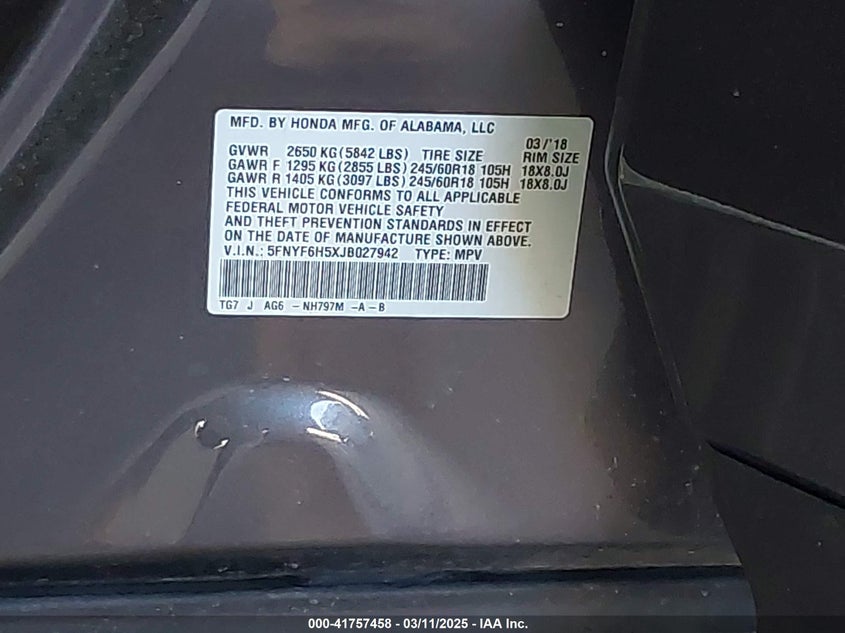 MFD. BY HONDA MFG. OF ALABAMA, LLC
03/'18
GVWR 2650 KG (5842 LBS) TIRE SIZE RIM SIZE
GAWR F 1295 KG (2855 LBS) 245/60R18 105H 18X8.0J
GAWR R 1405 KG (3097 LBS) 245/60R18 105H 18X8.0J
THIS VEHICLE CONFORMS TO ALL APPLICABLE
FEDERAL MOTOR VEHICLE SAFETY
AND THEFT PREVENTION STANDARDS IN EFFECT
ON THE DATE OF MANUFACTURE SHOWN ABOVE.
V.I.N.: 5FNYF6H5XJB027942 TYPE: MPV
TG7 J AG6 -NH797M -A-B
000-41757458 - 03/11/2025 - IAA Inc.